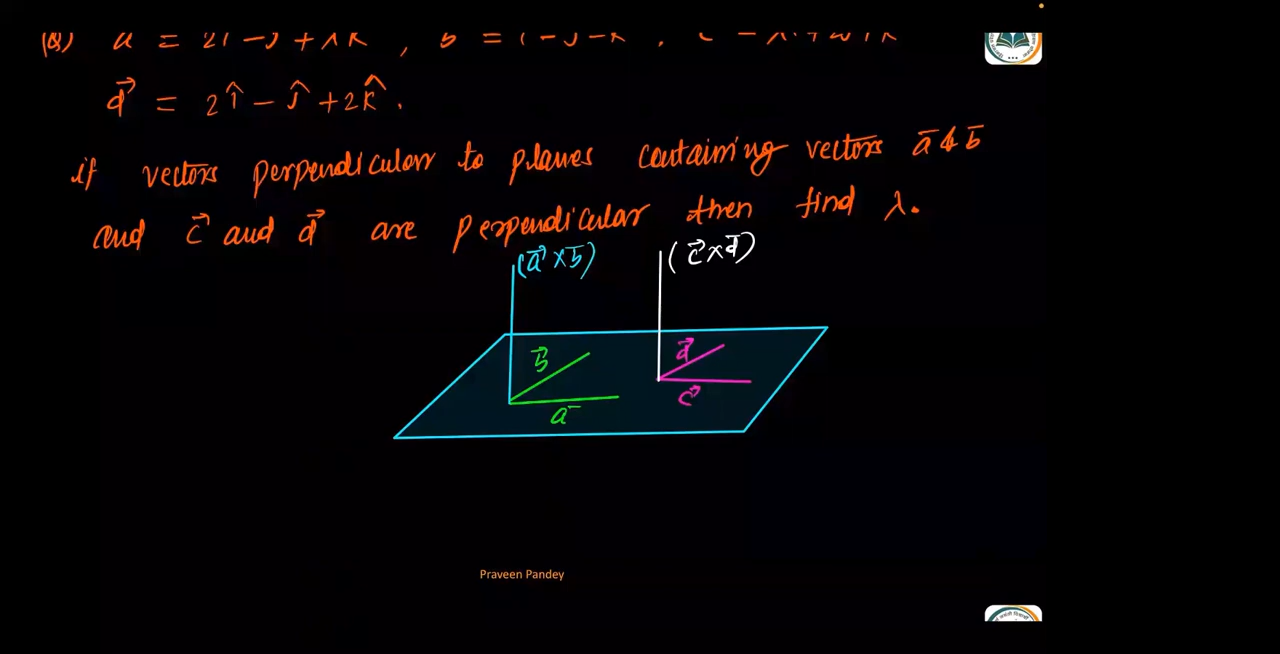 (Q)
d⃗ = 2î - ĵ + 2k̂.
if vectors perpendicular to planes containing vectors a̅ & b̅
and c⃗ and d⃗ are perpendicular then find λ.
(a⃗ × b̅) (c⃗ × d⃗)
b⃗ d⃗
a̅ c⃗
Praveen Pandey